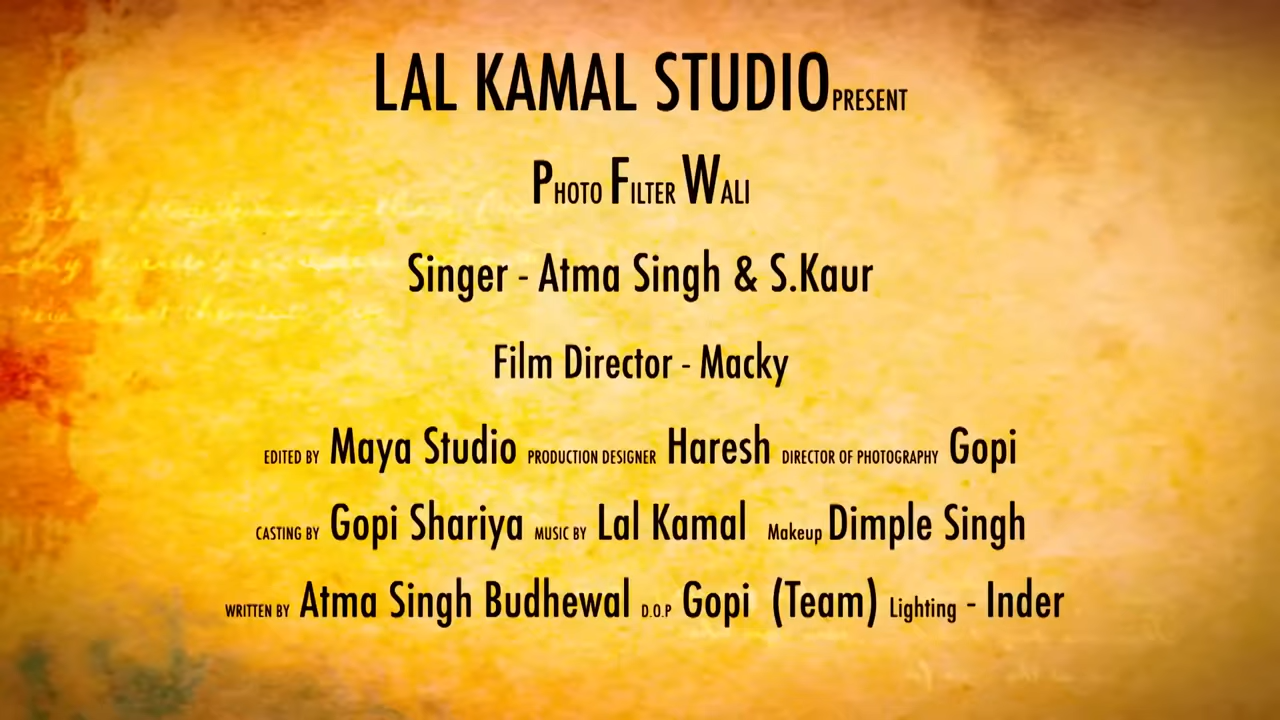 LAL KAMAL STUDIO PRESENT
PHOTO FILTER WALI
Singer - Atma Singh & S.Kaur
Film Director - Macky
EDITED BY Maya Studio PRODUCTION DESIGNER Haresh DIRECTOR OF PHOTOGRAPHY Gopi
CASTING BY Gopi Shariya MUSIC BY Lal Kamal Makeup Dimple Singh
WRITTEN BY Atma Singh Budhewal D.O.P Gopi (Team) Lighting - Inder